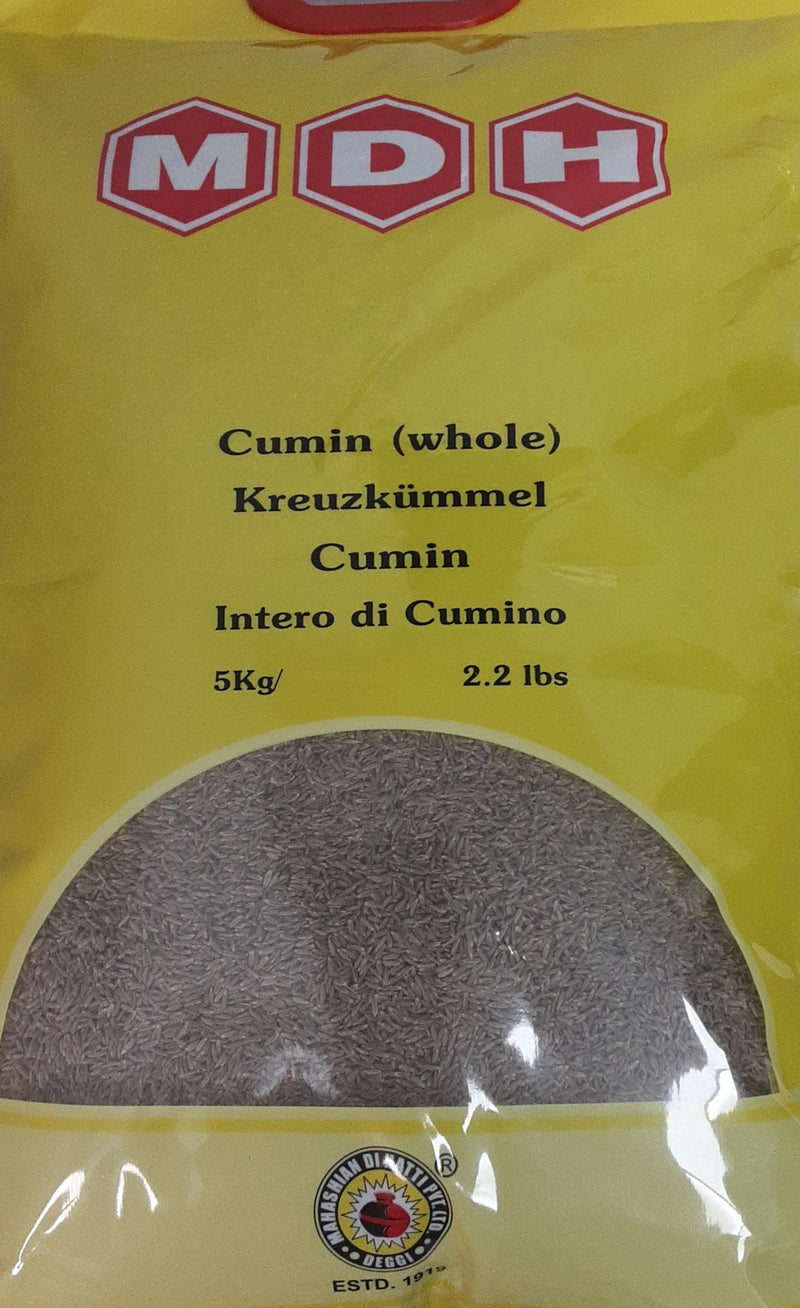 MDH
Cumin (whole)
Kreuzkümmel
Cumin
Intero di Cumino
5Kg/ 2.2 lbs
MAHASHIAN DI HATTI PVT. LTD.
®
DEGGI
ESTD. 1919